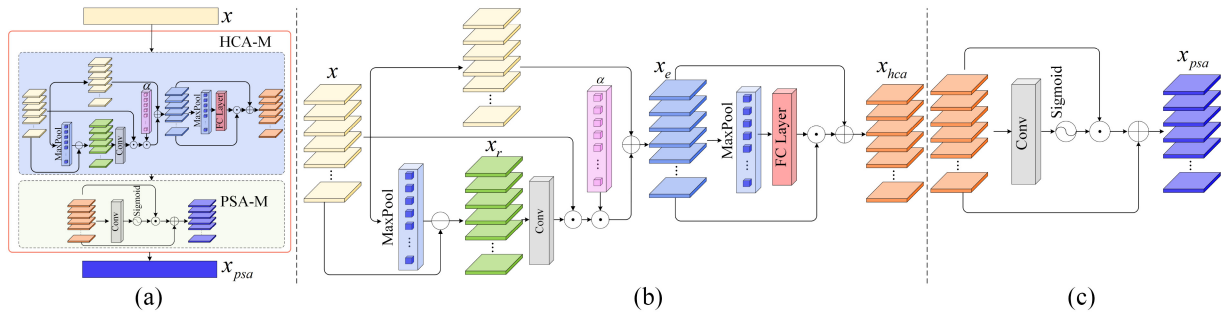 x
HCA-M
α
MaxPool
Conv
MaxPool
FC Layer
PSA-M
Conv
Sigmoid
x_psa
(a)
x
MaxPool
x_r
Conv
α
x_e
MaxPool
FC Layer
x_hca
(b)
Conv
Sigmoid
x_psa
(c)